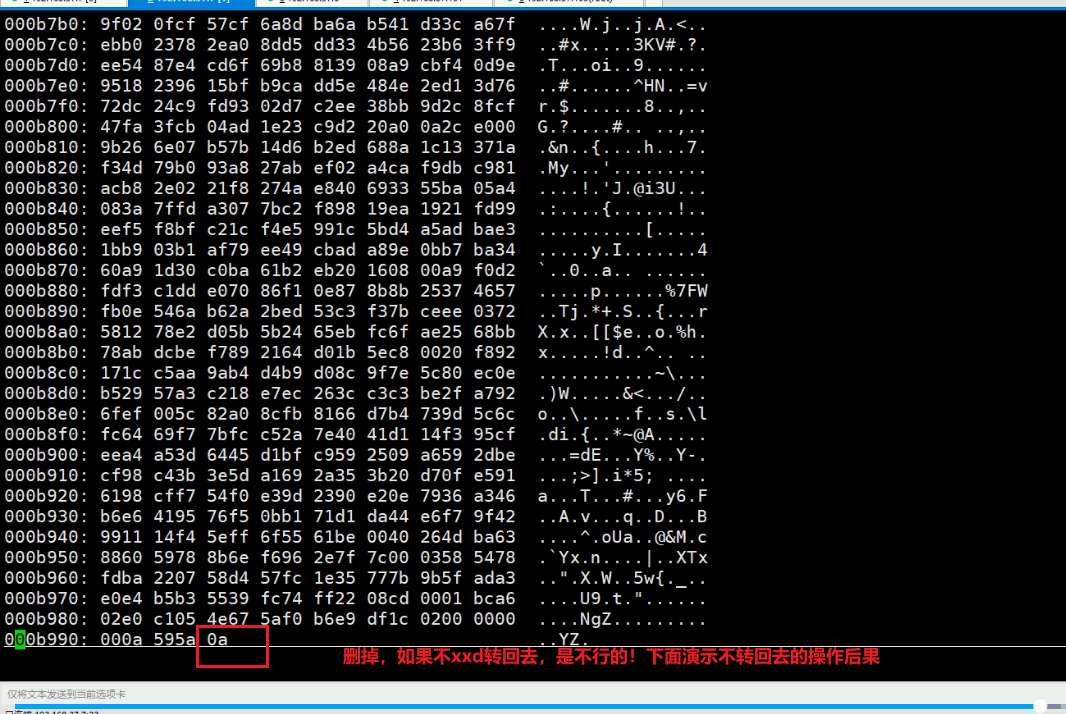 000b7b0: 9f02 0fcf 57cf 6a8d ba6a b541 d33c a67f  ....W.j..j.A.<..
000b7c0: ebb0 2378 2ea0 8dd5 dd33 4b56 23b6 3ff9  ..#x.....3KV#.?.
000b7d0: ee54 87e4 cd6f 69b8 8139 08a9 cbf4 0d9e  .T...oi..9......
000b7e0: 9518 2396 15bf b9ca dd5e 484e 2ed1 3d76  ..#......^HN..=v
000b7f0: 72dc 24c9 fd93 02d7 c2ee 38bb 9d2c 8fcf  r.$.......8..,..
000b800: 47fa 3fcb 04ad 1e23 c9d2 20a0 0a2c e000  G.?....#.. ..,..
000b810: 9b26 6e07 b57b 14d6 b2ed 688a 1c13 371a  .&n..{....h...7.
000b820: f34d 79b0 93a8 27ab ef02 a4ca f9db c981  .My...'.........
000b830: acb8 2e02 21f8 274a e840 6933 55ba 05a4  ....!.'J.@i3U...
000b840: 083a 7ffd a307 7bc2 f898 19ea 1921 fd99  .:....{......!..
000b850: eef5 f8bf c21c f4e5 991c 5bd4 a5ad bae3  ..........[.....
000b860: 1bb9 03b1 af79 ee49 cbad a89e 0bb7 ba34  .....y.I.......4
000b870: 60a9 1d30 c0ba 61b2 eb20 1608 00a9 f0d2  `..0..a.. ......
000b880: fdf3 c1dd e070 86f1 0e87 8b8b 2537 4657  .....p......%7FW
000b890: fb0e 546a b62a 2bed 53c3 f37b ceee 0372  ..Tj.*+.S..{...r
000b8a0: 5812 78e2 d05b 5b24 65eb fc6f ae25 68bb  X.x..[[$e..o.%h.
000b8b0: 78ab dcbe f789 2164 d01b 5ec8 0020 f892  x.....!d..^.. ..
000b8c0: 171c c5aa 9ab4 d4b9 d08c 9f7e 5c80 ec0e  ...........~\...
000b8d0: b529 57a3 c218 e7ec 263c c3c3 be2f a792  .)W.....&<.../..
000b8e0: 6fef 005c 82a0 8cfb 8166 d7b4 739d 5c6c  o..\.....f..s.\l
000b8f0: fc64 69f7 7bfc c52a 7e40 41d1 14f3 95cf  .di.{..*~@A.....
000b900: eea4 a53d 6445 d1bf c959 2509 a659 2dbe  ...=dE...Y%..Y-.
000b910: cf98 c43b 3e5d a169 2a35 3b20 d70f e591  ...;>].i*5; ....
000b920: 6198 cff7 54f0 e39d 2390 e20e 7936 a346  a...T...#...y6.F
000b930: b6e6 4195 76f5 0bb1 71d1 da44 e6f7 9f42  ..A.v...q..D...B
000b940: 9911 14f4 5eff 6f55 61be 0040 264d ba63  ....^.oUa..@&M.c
000b950: 8860 5978 8b6e f696 2e7f 7c00 0358 5478  .`Yx.n....|..XTx
000b960: fdba 2207 58d4 57fc 1e35 777b 9b5f ada3  ..".X.W..5w{._..
000b970: e0e4 b5b3 5539 fc74 ff22 08cd 0001 bca6  ....U9.t."......
000b980: 02e0 c105 4e67 5af0 b6e9 df1c 0200 0000  ....NgZ.........
000b990: 000a 595a 0a  ..YZ.
删掉，如果不xxd转回去，是不行的！下面演示不转回去的操作后果
仅将文本发送到当前选项卡